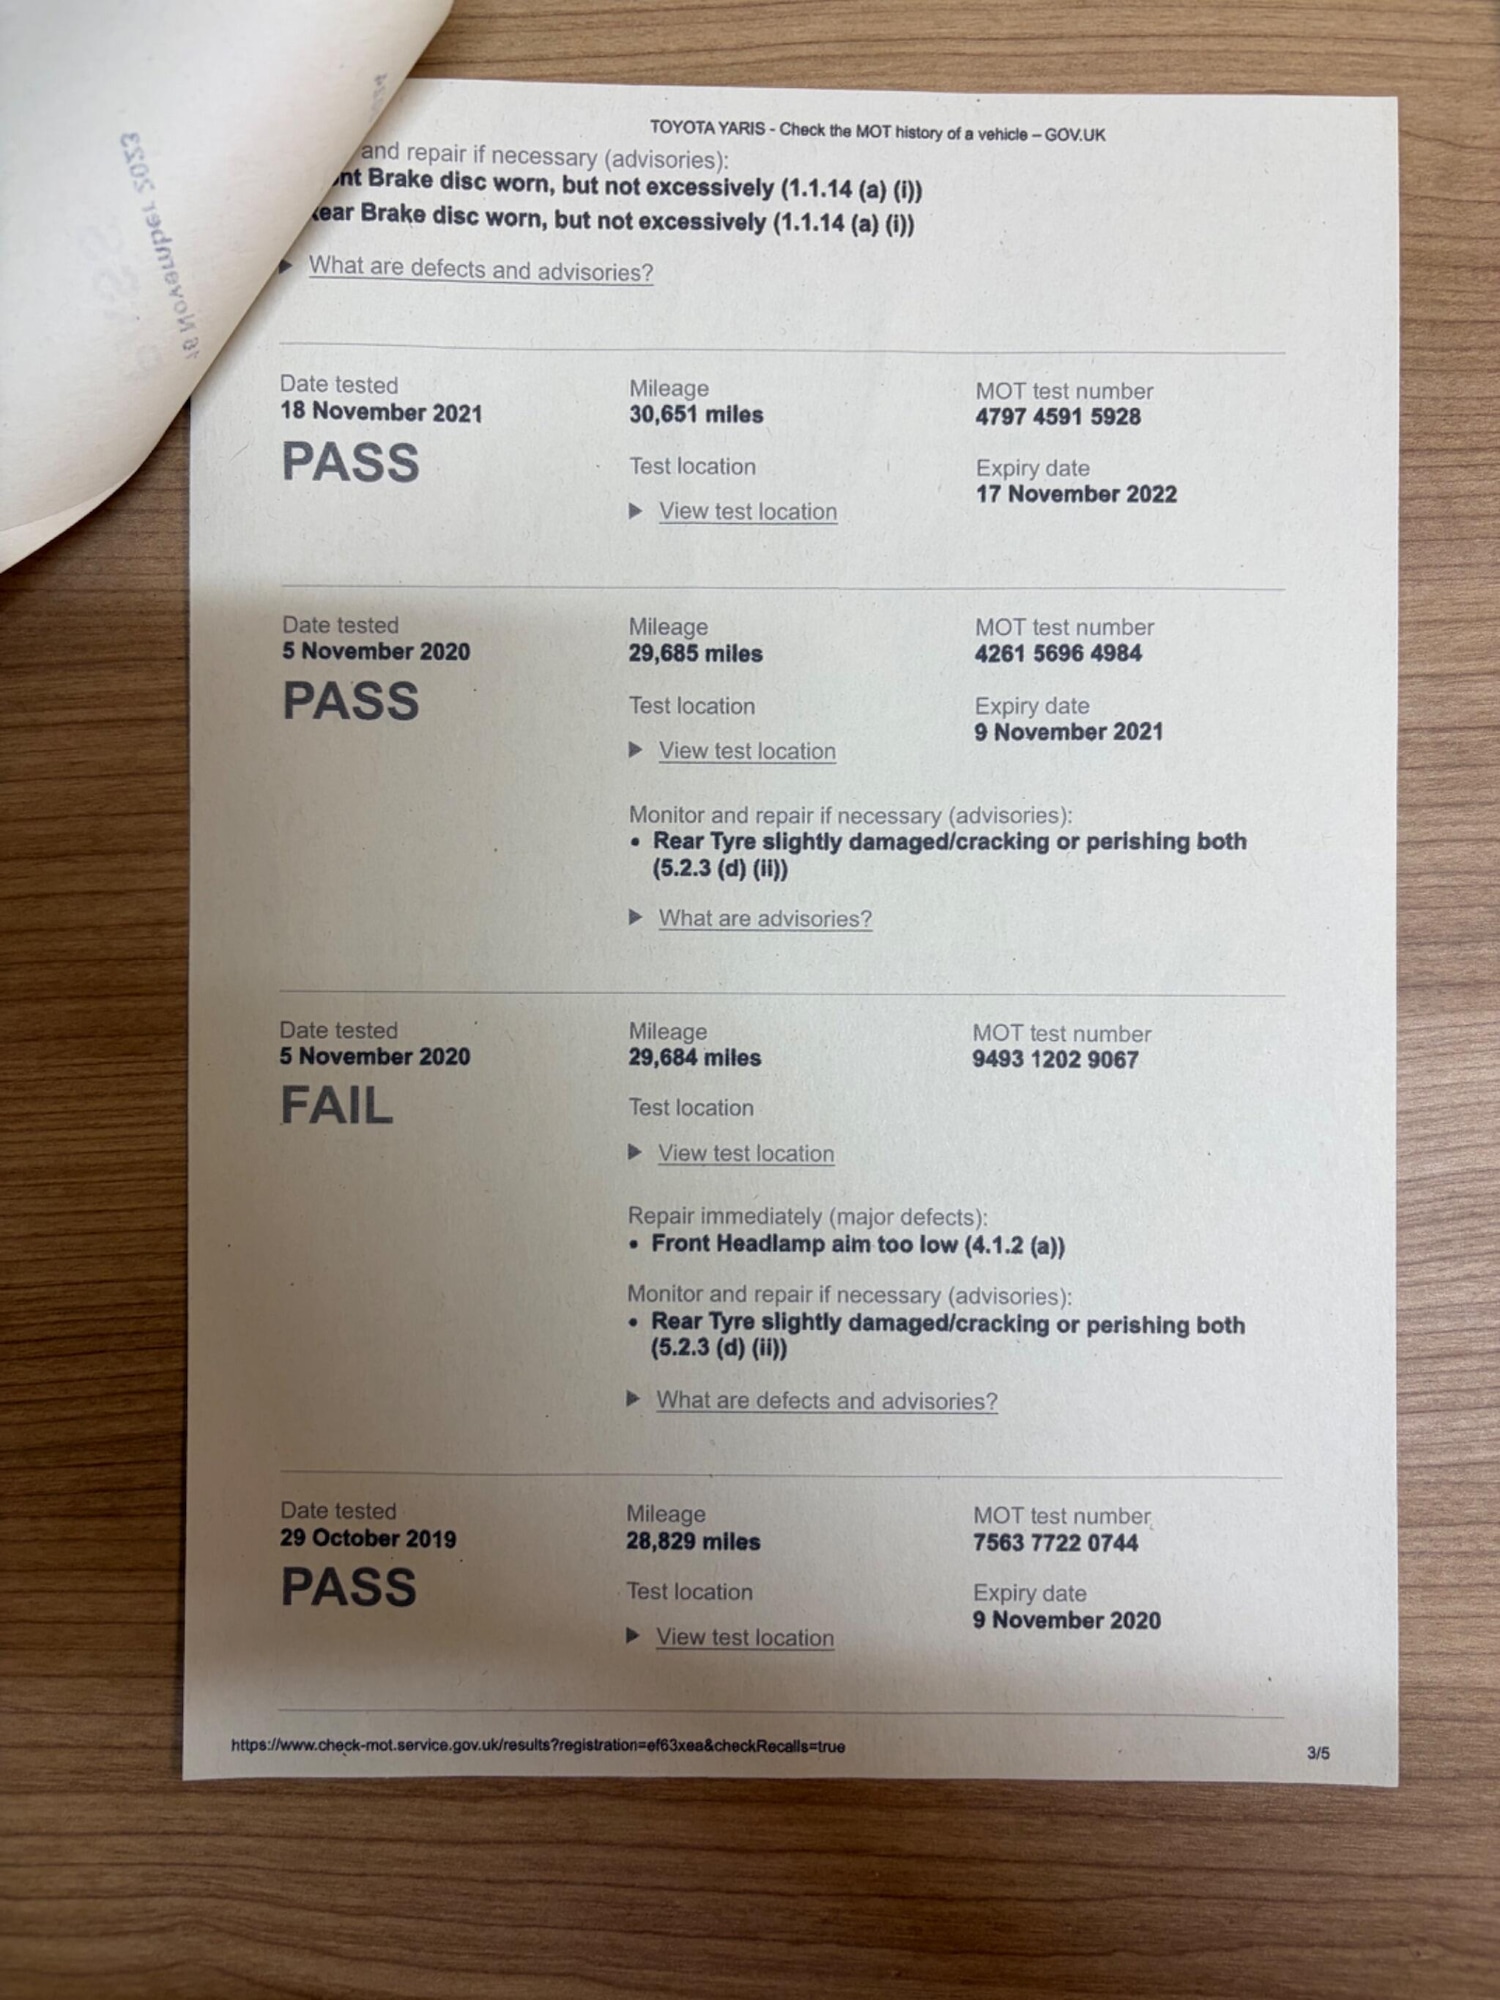 TOYOTA YARIS - Check the MOT history of a vehicle – GOV.UK
and repair if necessary (advisories):
Brake disc worn, but not excessively (1.1.14 (a) (i))
Rear Brake disc worn, but not excessively (1.1.14 (a) (i))
What are defects and advisories?
Date tested
18 November 2021
PASS
Mileage
30,651 miles
Test location
View test location
MOT test number
4797 4591 5928
Expiry date
17 November 2022
Date tested
5 November 2020
PASS
Mileage
29,685 miles
Test location
View test location
MOT test number
4261 5696 4984
Expiry date
9 November 2021
Monitor and repair if necessary (advisories):
• Rear Tyre slightly damaged/cracking or perishing both
(5.2.3 (d) (ii))
What are advisories?
Date tested
5 November 2020
FAIL
Mileage
29,684 miles
Test location
View test location
MOT test number
9493 1202 9067
Repair immediately (major defects):
• Front Headlamp aim too low (4.1.2 (a))
Monitor and repair if necessary (advisories):
• Rear Tyre slightly damaged/cracking or perishing both
(5.2.3 (d) (ii))
What are defects and advisories?
Date tested
29 October 2019
PASS
Mileage
28,829 miles
Test location
View test location
MOT test number
7563 7722 0744
Expiry date
9 November 2020
https://www.check-mot.service.gov.uk/results?registration=ef63xea&checkRecalls=true
3/5